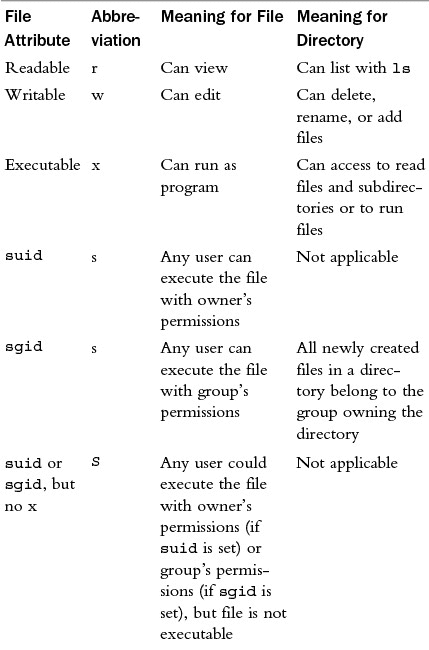 File Abbre- Meaning for File Meaning for
Attribute viation Directory
Readable r Can view Can list with ls
Writable w Can edit Can delete,
rename, or add
files
Executable x Can run as Can access to read
program files and subdirec-
tories or to run
files
suid s Any user can Not applicable
execute the file
with owner's
permissions
sgid s Any user can All newly created
execute the file files in a direc-
with group's tory belong to the
permissions group owning the
directory
suid or S Any user could Not applicable
sgid, but execute the file
no x with owner's
permissions (if
suid is set) or
group's permis-
sions (if sgid is
set), but file is not
executable